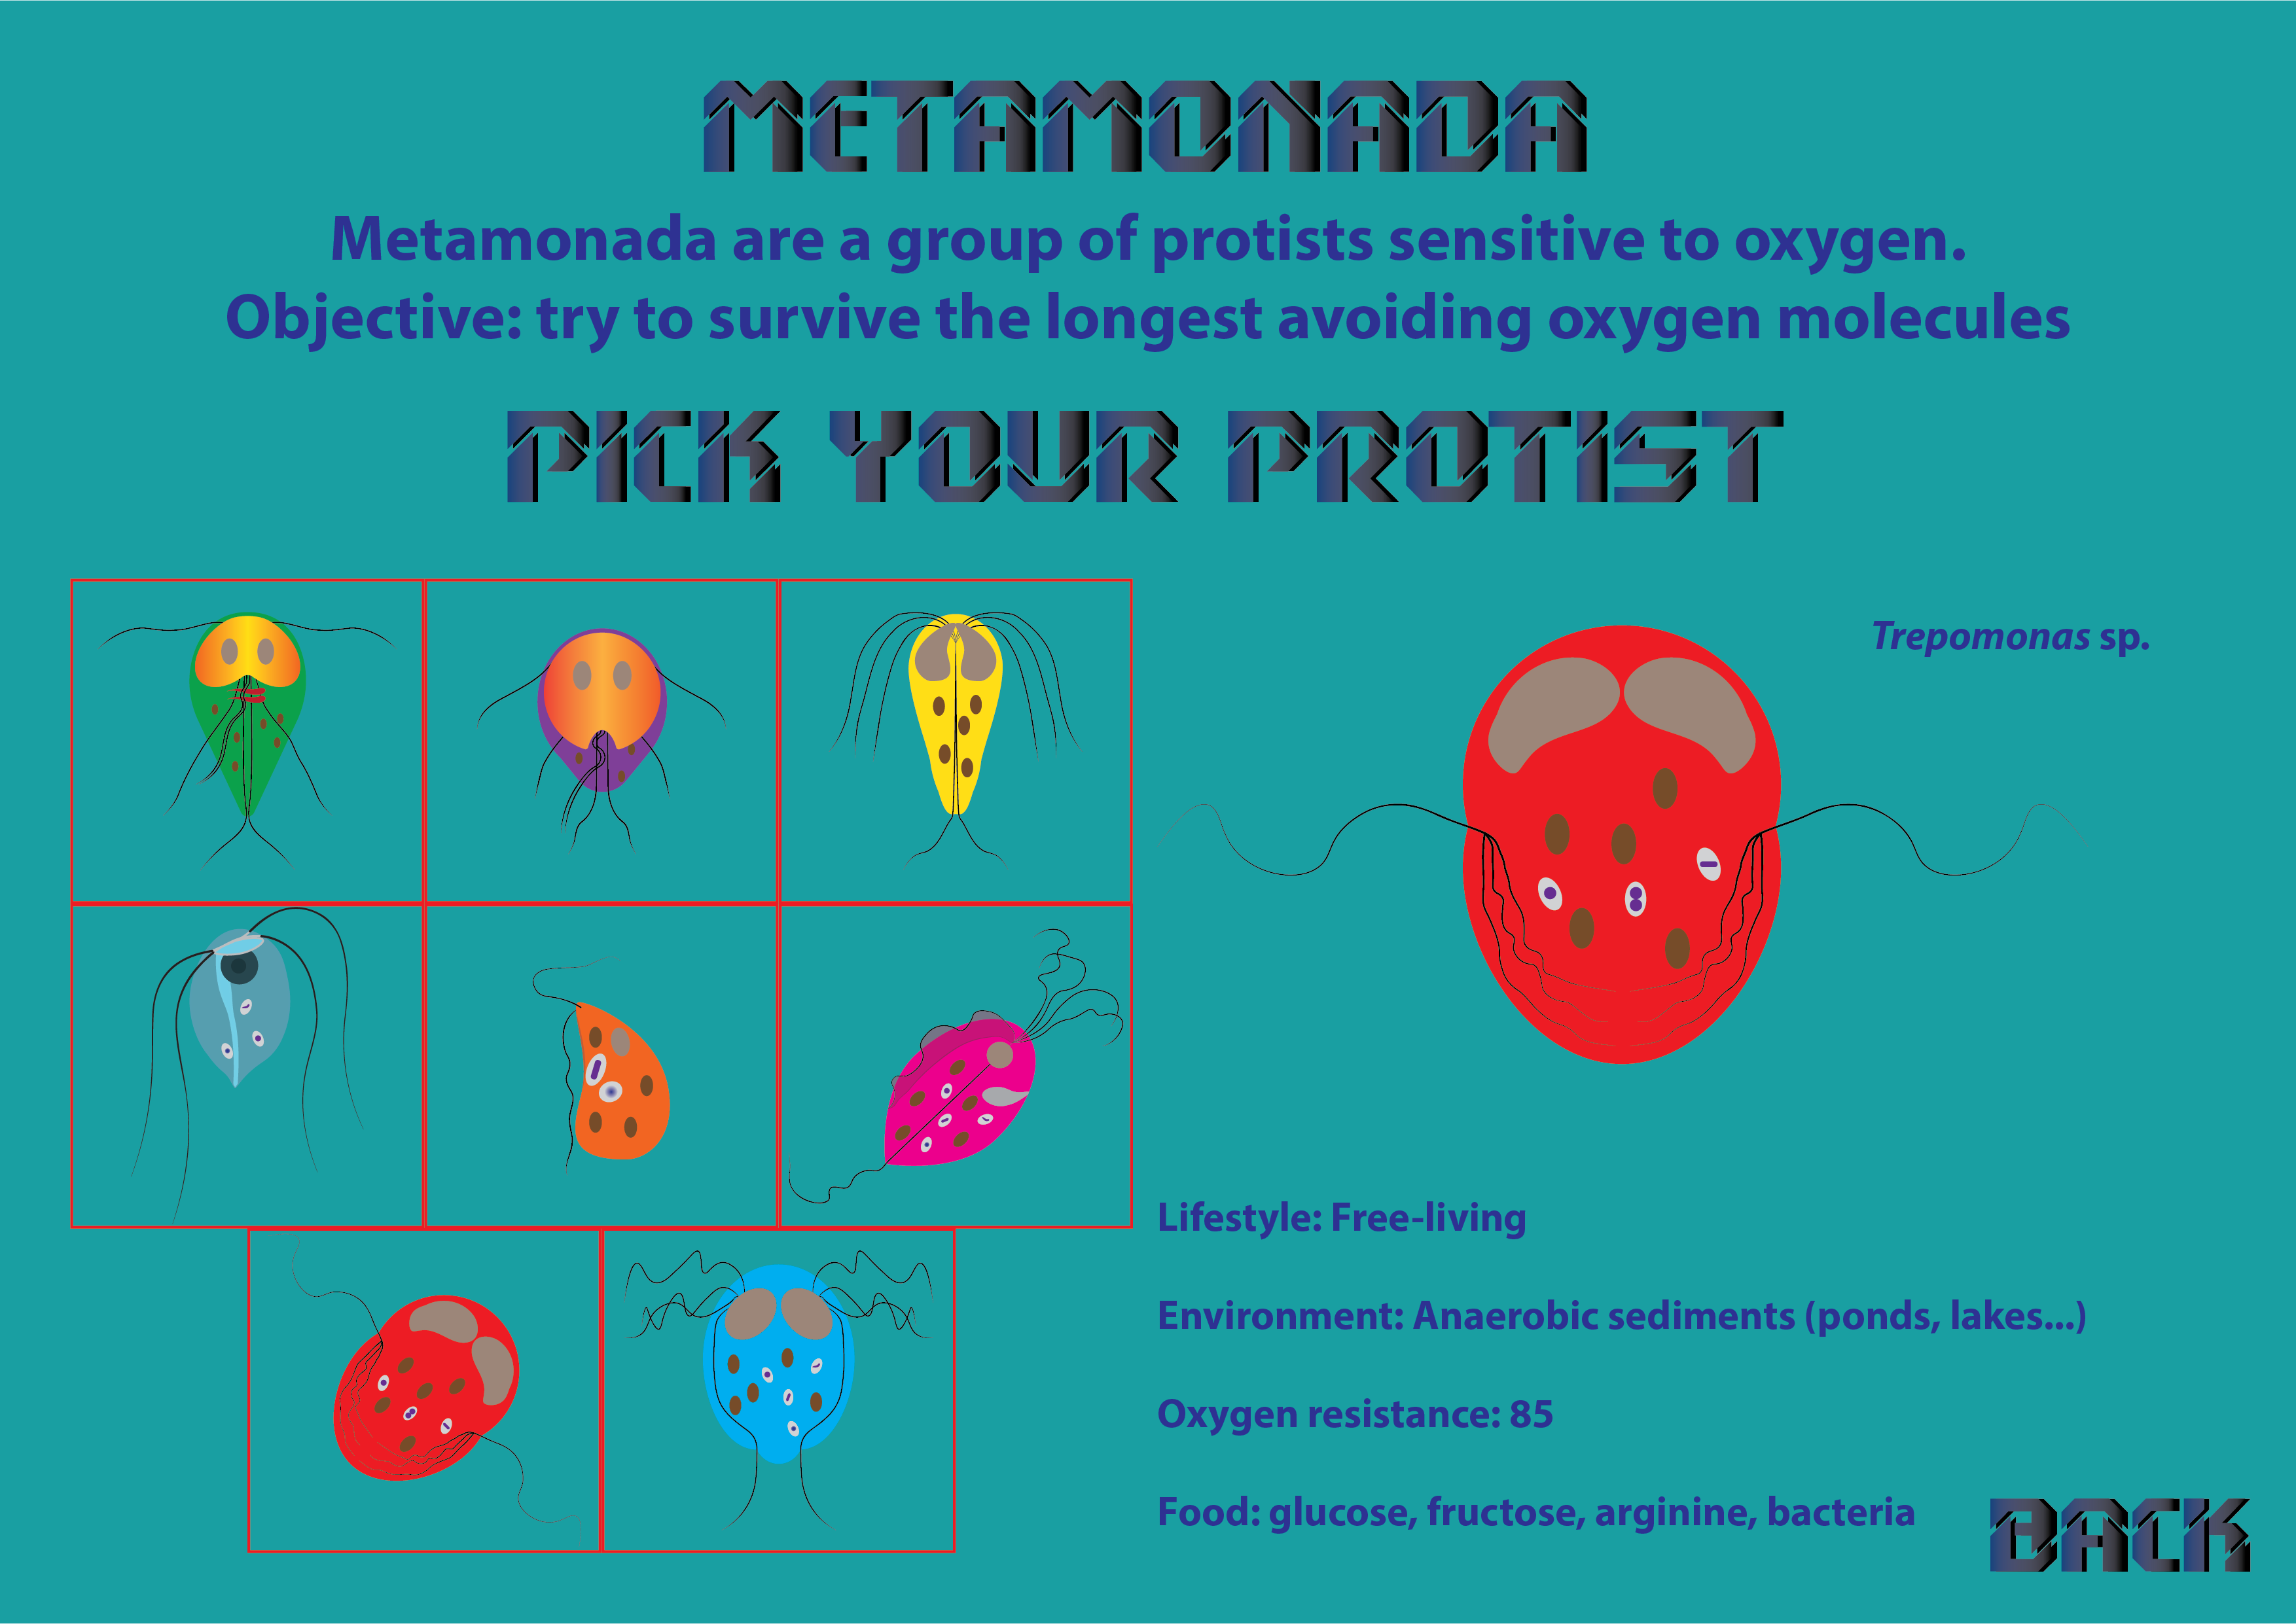 METAMONADA
Metamonada are a group of protists sensitive to oxygen.
Objective: try to survive the longest avoiding oxygen molecules
PICK YOUR PROTIST
Trepomonas sp.
Lifestyle: Free-living
Environment: Anaerobic sediments (ponds, lakes...)
Oxygen resistance: 85
Food: glucose, fructose, arginine, bacteria
BACK